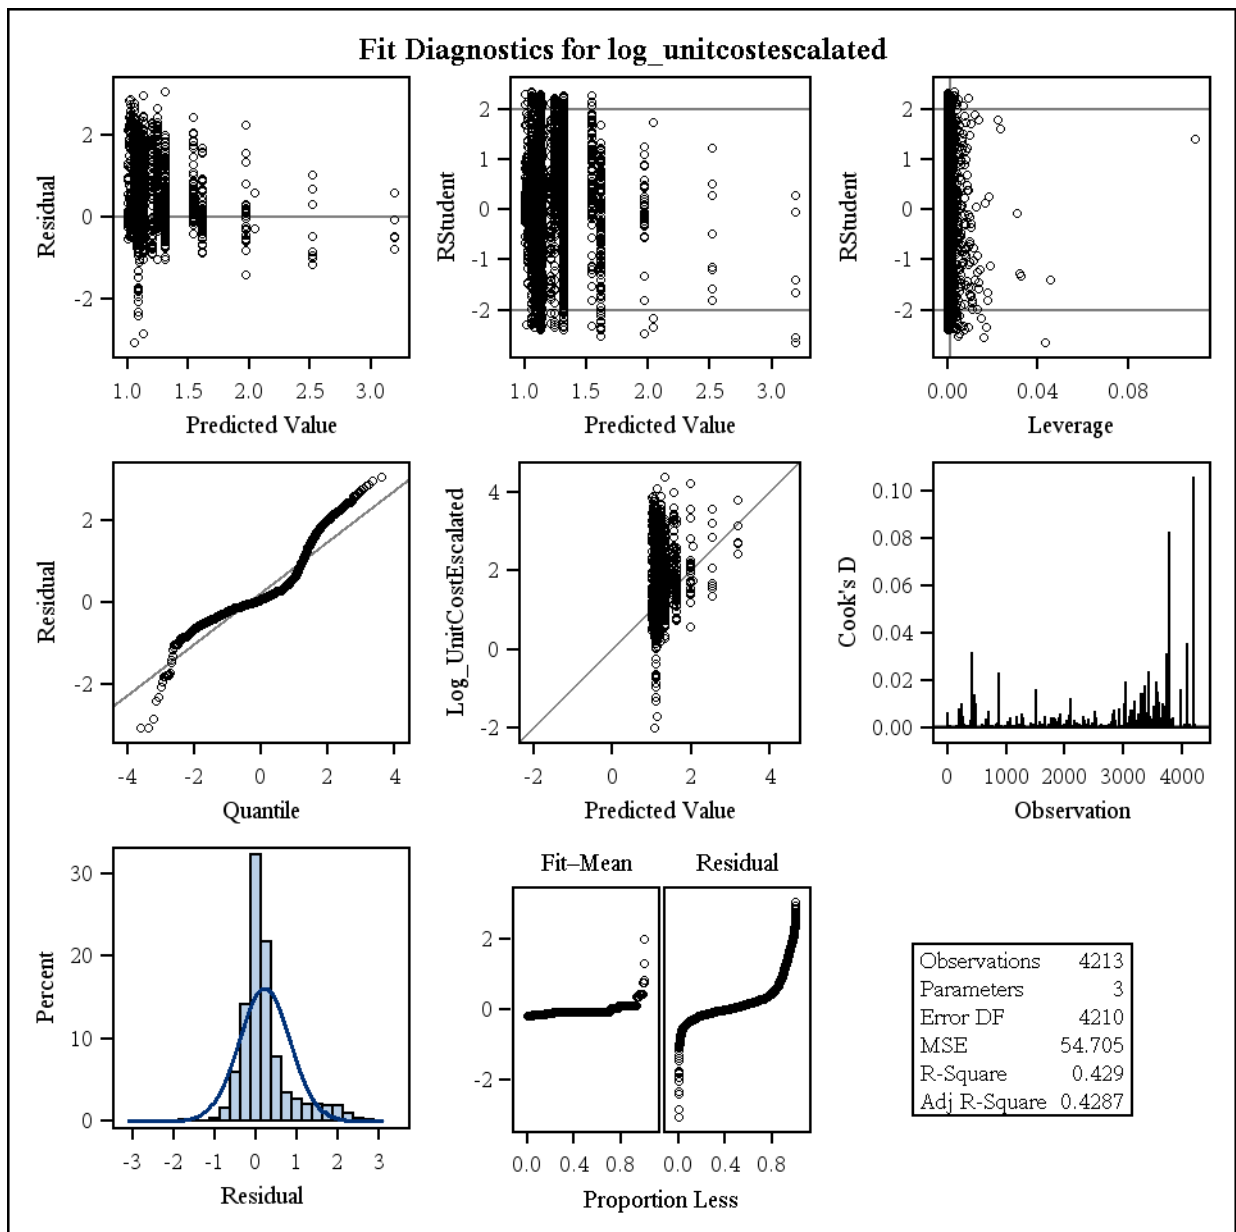 Fit Diagnostics for log_unitcostescalated
Residual
2
0
-2
1.0 1.5 2.0 2.5 3.0
Predicted Value
RStudent
2
1
0
-1
-2
1.0 1.5 2.0 2.5 3.0
Predicted Value
RStudent
2
1
0
-1
-2
0.00 0.04 0.08
Leverage
Residual
2
0
-2
-4 -2 0 2 4
Quantile
Log_UnitCostEscalated
4
2
0
-2
-2 0 2 4
Predicted Value
Cook's D
0.10
0.08
0.06
0.04
0.02
0.00
0 1000 2000 3000 4000
Observation
Percent
30
20
10
0
-3 -2 -1 0 1 2 3
Residual
Fit–Mean Residual
2
0
-2
0.0 0.4 0.8 0.0 0.4 0.8
Proportion Less
Observations 4213
Parameters 3
Error DF 4210
MSE 54.705
R-Square 0.429
Adj R-Square 0.4287